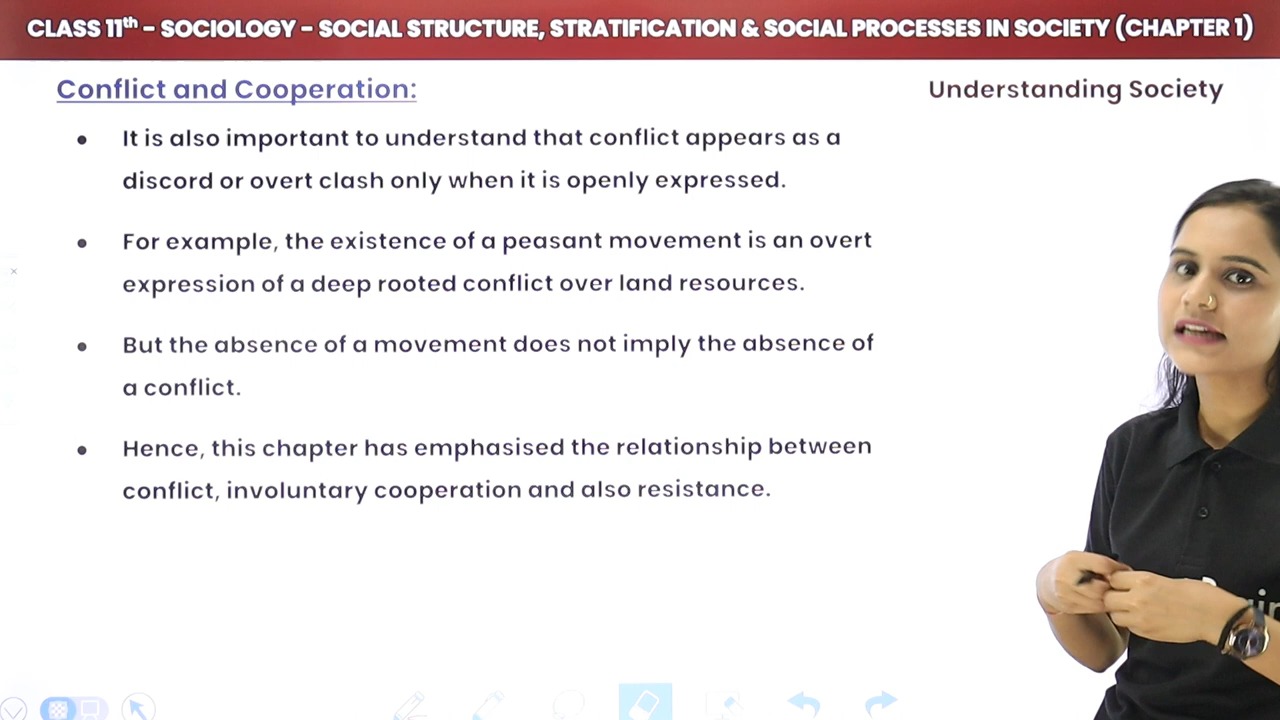 CLASS 11th - SOCIOLOGY - SOCIAL STRUCTURE, STRATIFICATION & SOCIAL PROCESSES IN SOCIETY (CHAPTER 1)
Conflict and Cooperation:
Understanding Society
• It is also important to understand that conflict appears as a
discord or overt clash only when it is openly expressed.
• For example, the existence of a peasant movement is an overt
expression of a deep rooted conflict over land resources.
• But the absence of a movement does not imply the absence of
a conflict.
• Hence, this chapter has emphasised the relationship between
conflict, involuntary cooperation and also resistance.